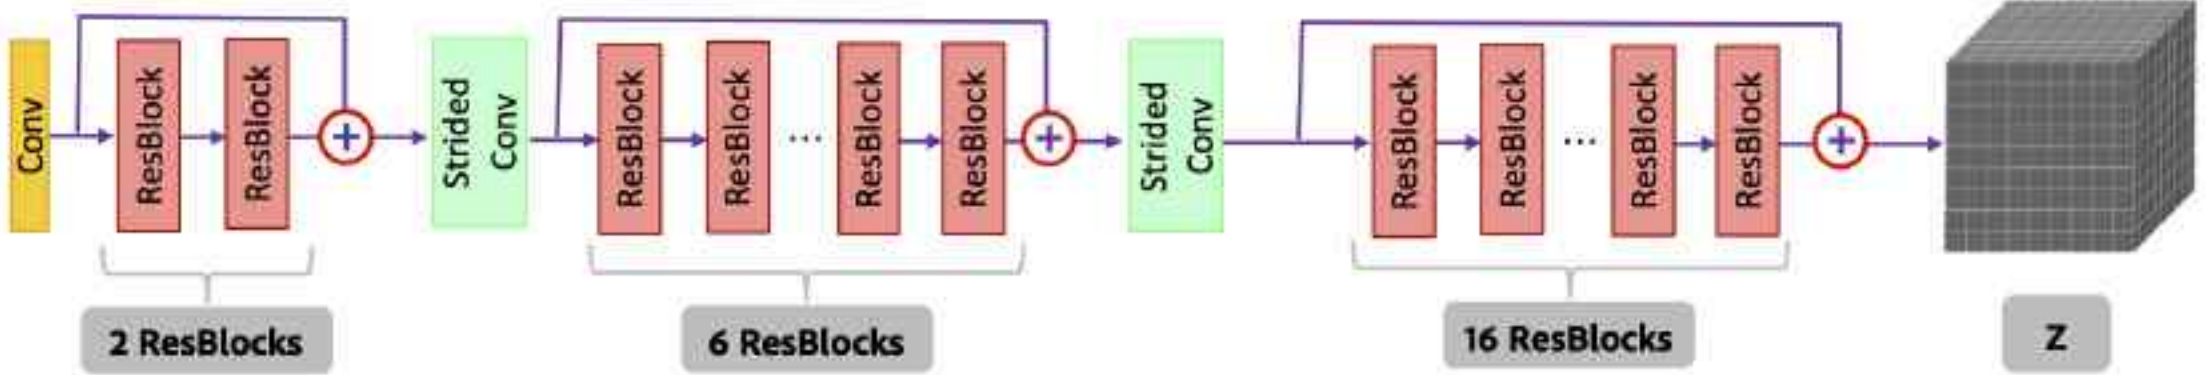 Conv
ResBlock
ResBlock
+
Strided
Conv
ResBlock
ResBlock
...
ResBlock
ResBlock
+
Strided
Conv
ResBlock
ResBlock
...
ResBlock
ResBlock
+
2 ResBlocks
6 ResBlocks
16 ResBlocks
Z